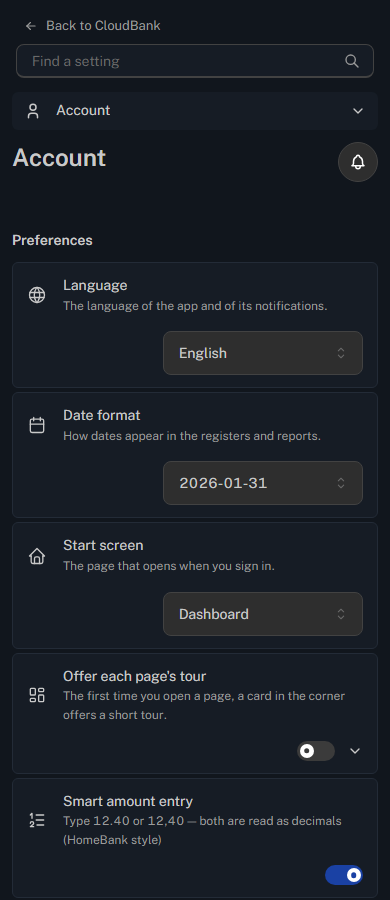 Back to CloudBank
Find a setting
Account
Account
Preferences
Language
The language of the app and of its notifications.
English
Date format
How dates appear in the registers and reports.
2026-01-31
Start screen
The page that opens when you sign in.
Dashboard
Offer each page's tour
The first time you open a page, a card in the corner
offers a short tour.
Smart amount entry
Type 12.40 or 12,40 — both are read as decimals
(HomeBank style)